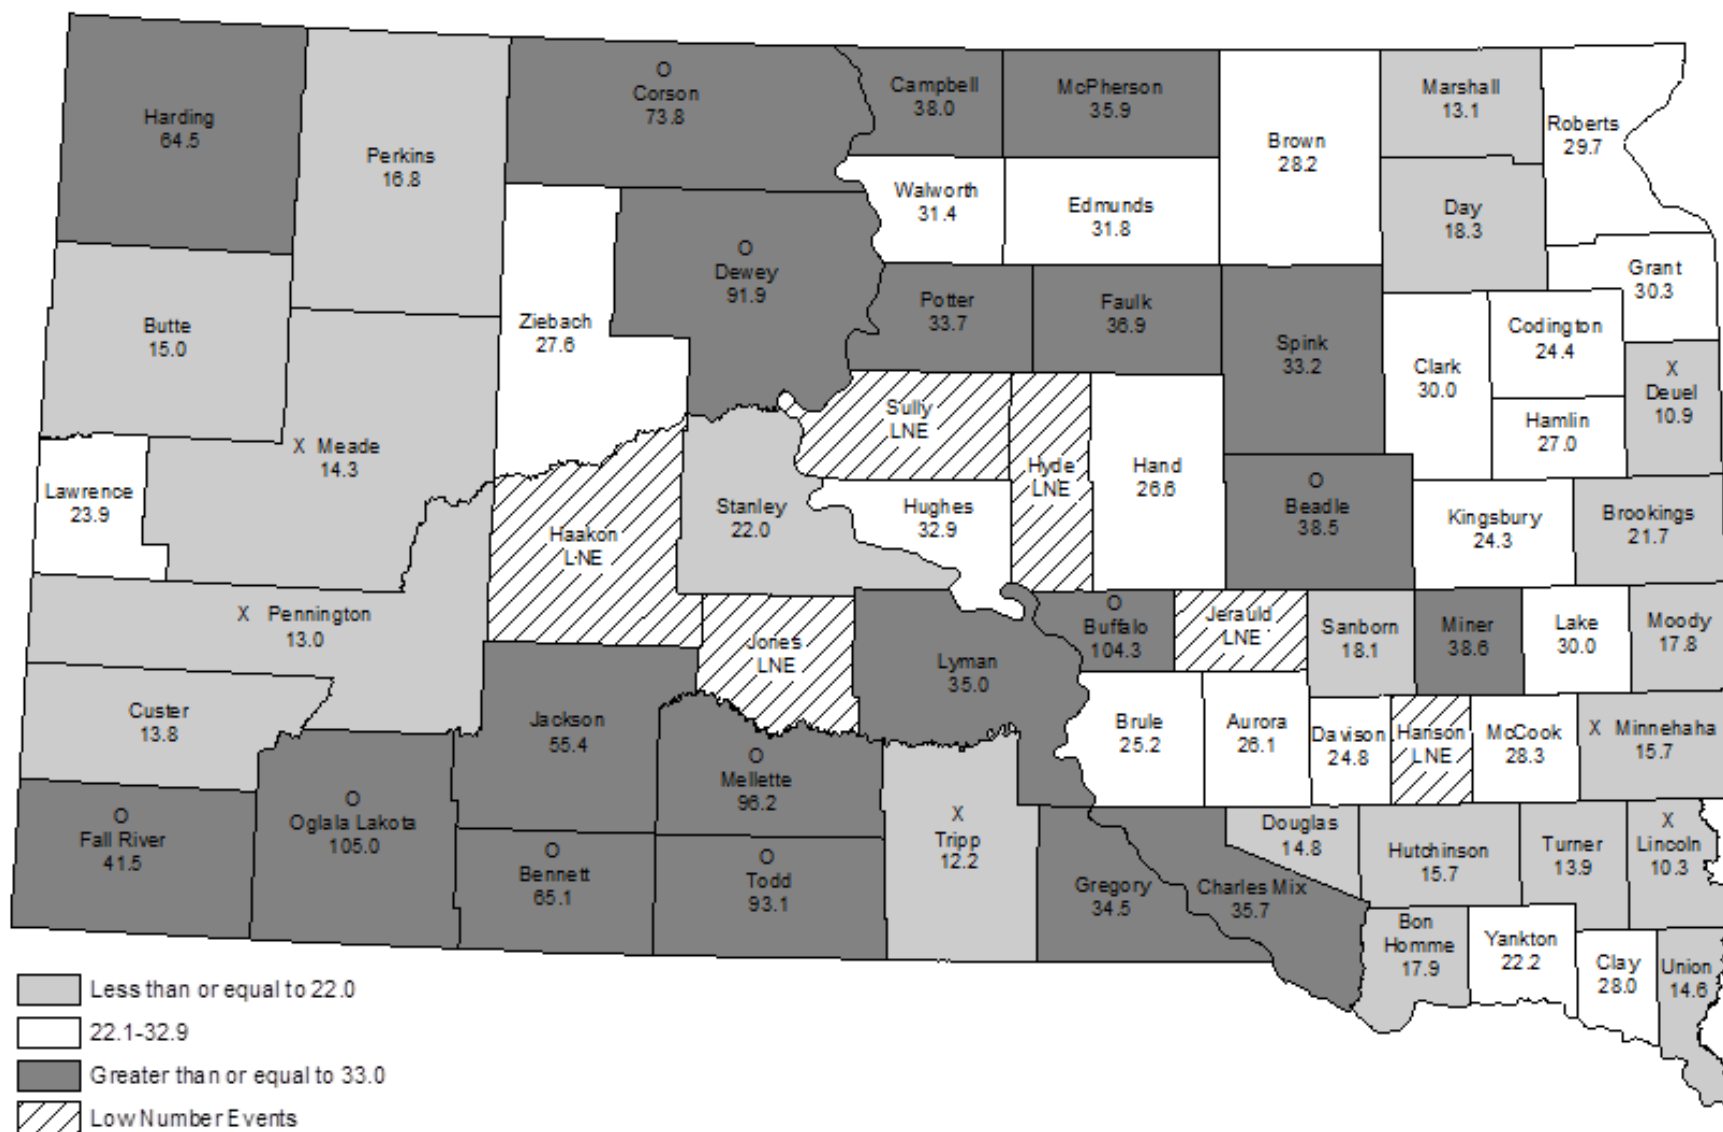 Harding
64.5
Perkins
16.8
O
Corson
73.8
Campbell
38.0
McPherson
35.9
Brown
28.2
Marshall
13.1
Roberts
29.7
Walworth
31.4
Edmunds
31.8
Day
18.3
Butte
15.0
Ziebach
27.6
O
Dewey
91.9
Potter
33.7
Faulk
36.9
Spink
33.2
Clark
30.0
Codington
24.4
Grant
30.3
Hamlin
27.0
X
Deuel
10.9
Lawrence
23.9
X Meade
14.3
Haakon
LNE
Stanley
22.0
Sully
LNE
Hyde
LNE
Hughes
32.9
Hand
26.6
O
Beadle
38.5
Kingsbury
24.3
Brookings
21.7
X Pennington
13.0
Jones
LNE
Lyman
35.0
O
Buffalo
104.3
Jerauld
LNE
Sanborn
18.1
Miner
38.6
Lake
30.0
Moody
17.8
Custer
13.8
Jackson
55.4
O
Mellette
96.2
Brule
25.2
Aurora
26.1
Davison
24.8
Hanson
LNE
McCook
28.3
X Minnehaha
15.7
O
Fall River
41.5
O
Oglala Lakota
105.0
O
Bennett
65.1
O
Todd
93.1
X
Tripp
12.2
Gregory
34.5
Charles Mix
35.7
Douglas
14.8
Hutchinson
15.7
Turner
13.9
X
Lincoln
10.3
Bon
Homme
17.9
Yankton
22.2
Clay
28.0
Union
14.6
Less than or equal to 22.0
22.1-32.9
Greater than or equal to 33.0
Low Number Events